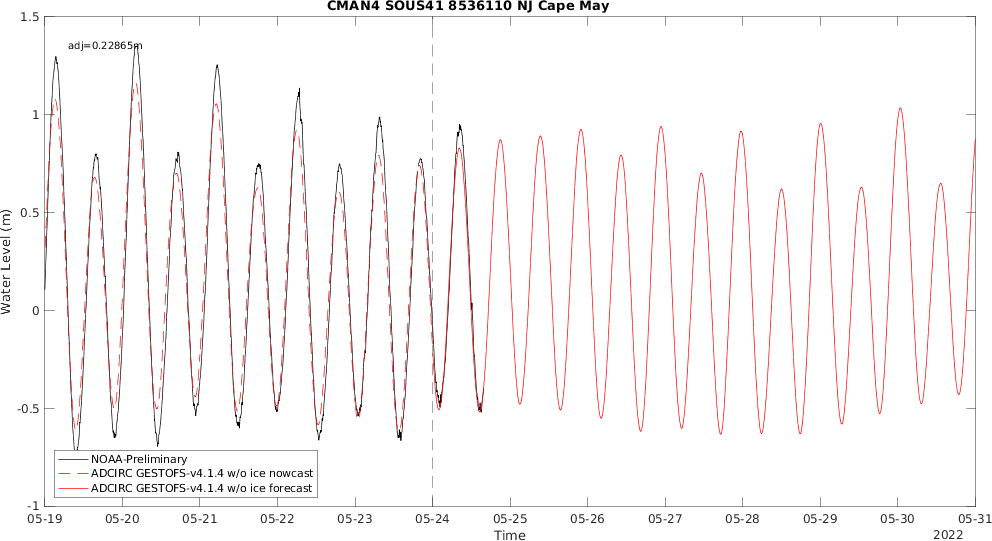 CMAN4 SOUS41 8536110 NJ Cape May
adj=0.22865m
1.5
1
0.5
0
-0.5
-1
Water Level (m)
NOAA-Preliminary
ADCIRC GESTOFS-v4.1.4 w/o ice nowcast
ADCIRC GESTOFS-v4.1.4 w/o ice forecast
05-19 05-20 05-21 05-22 05-23 05-24 05-25 05-26 05-27 05-28 05-29 05-30 05-31
Time
2022